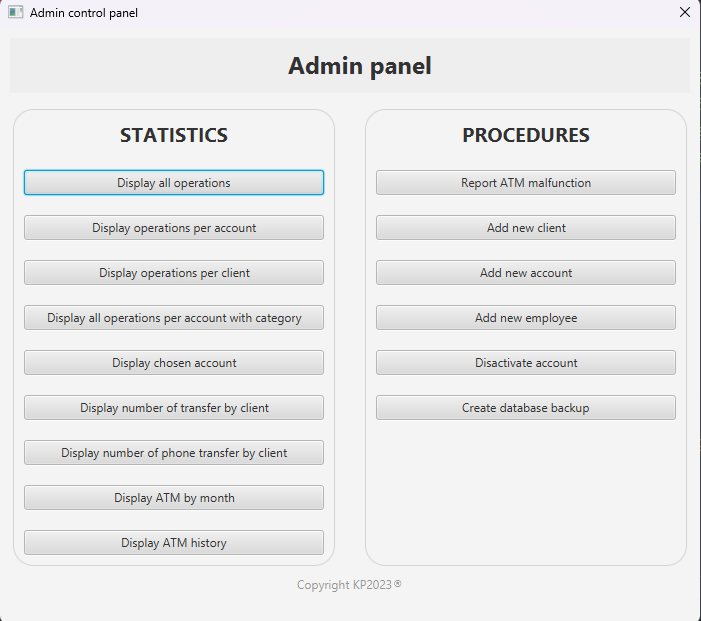 Admin control panel
Admin panel
STATISTICS
Display all operations
Display operations per account
Display operations per client
Display all operations per account with category
Display chosen account
Display number of transfer by client
Display number of phone transfer by client
Display ATM by month
Display ATM history
PROCEDURES
Report ATM malfunction
Add new client
Add new account
Add new employee
Disactivate account
Create database backup
Copyright KP2023®